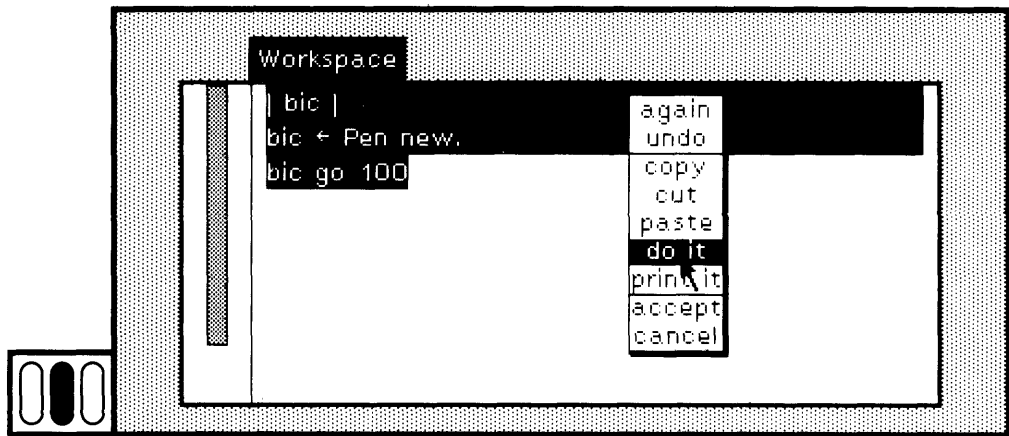 Workspace
| bic |
bic ← Pen new.
bic go 100
again
undo
copy
cut
paste
do it
print it
accept
cancel